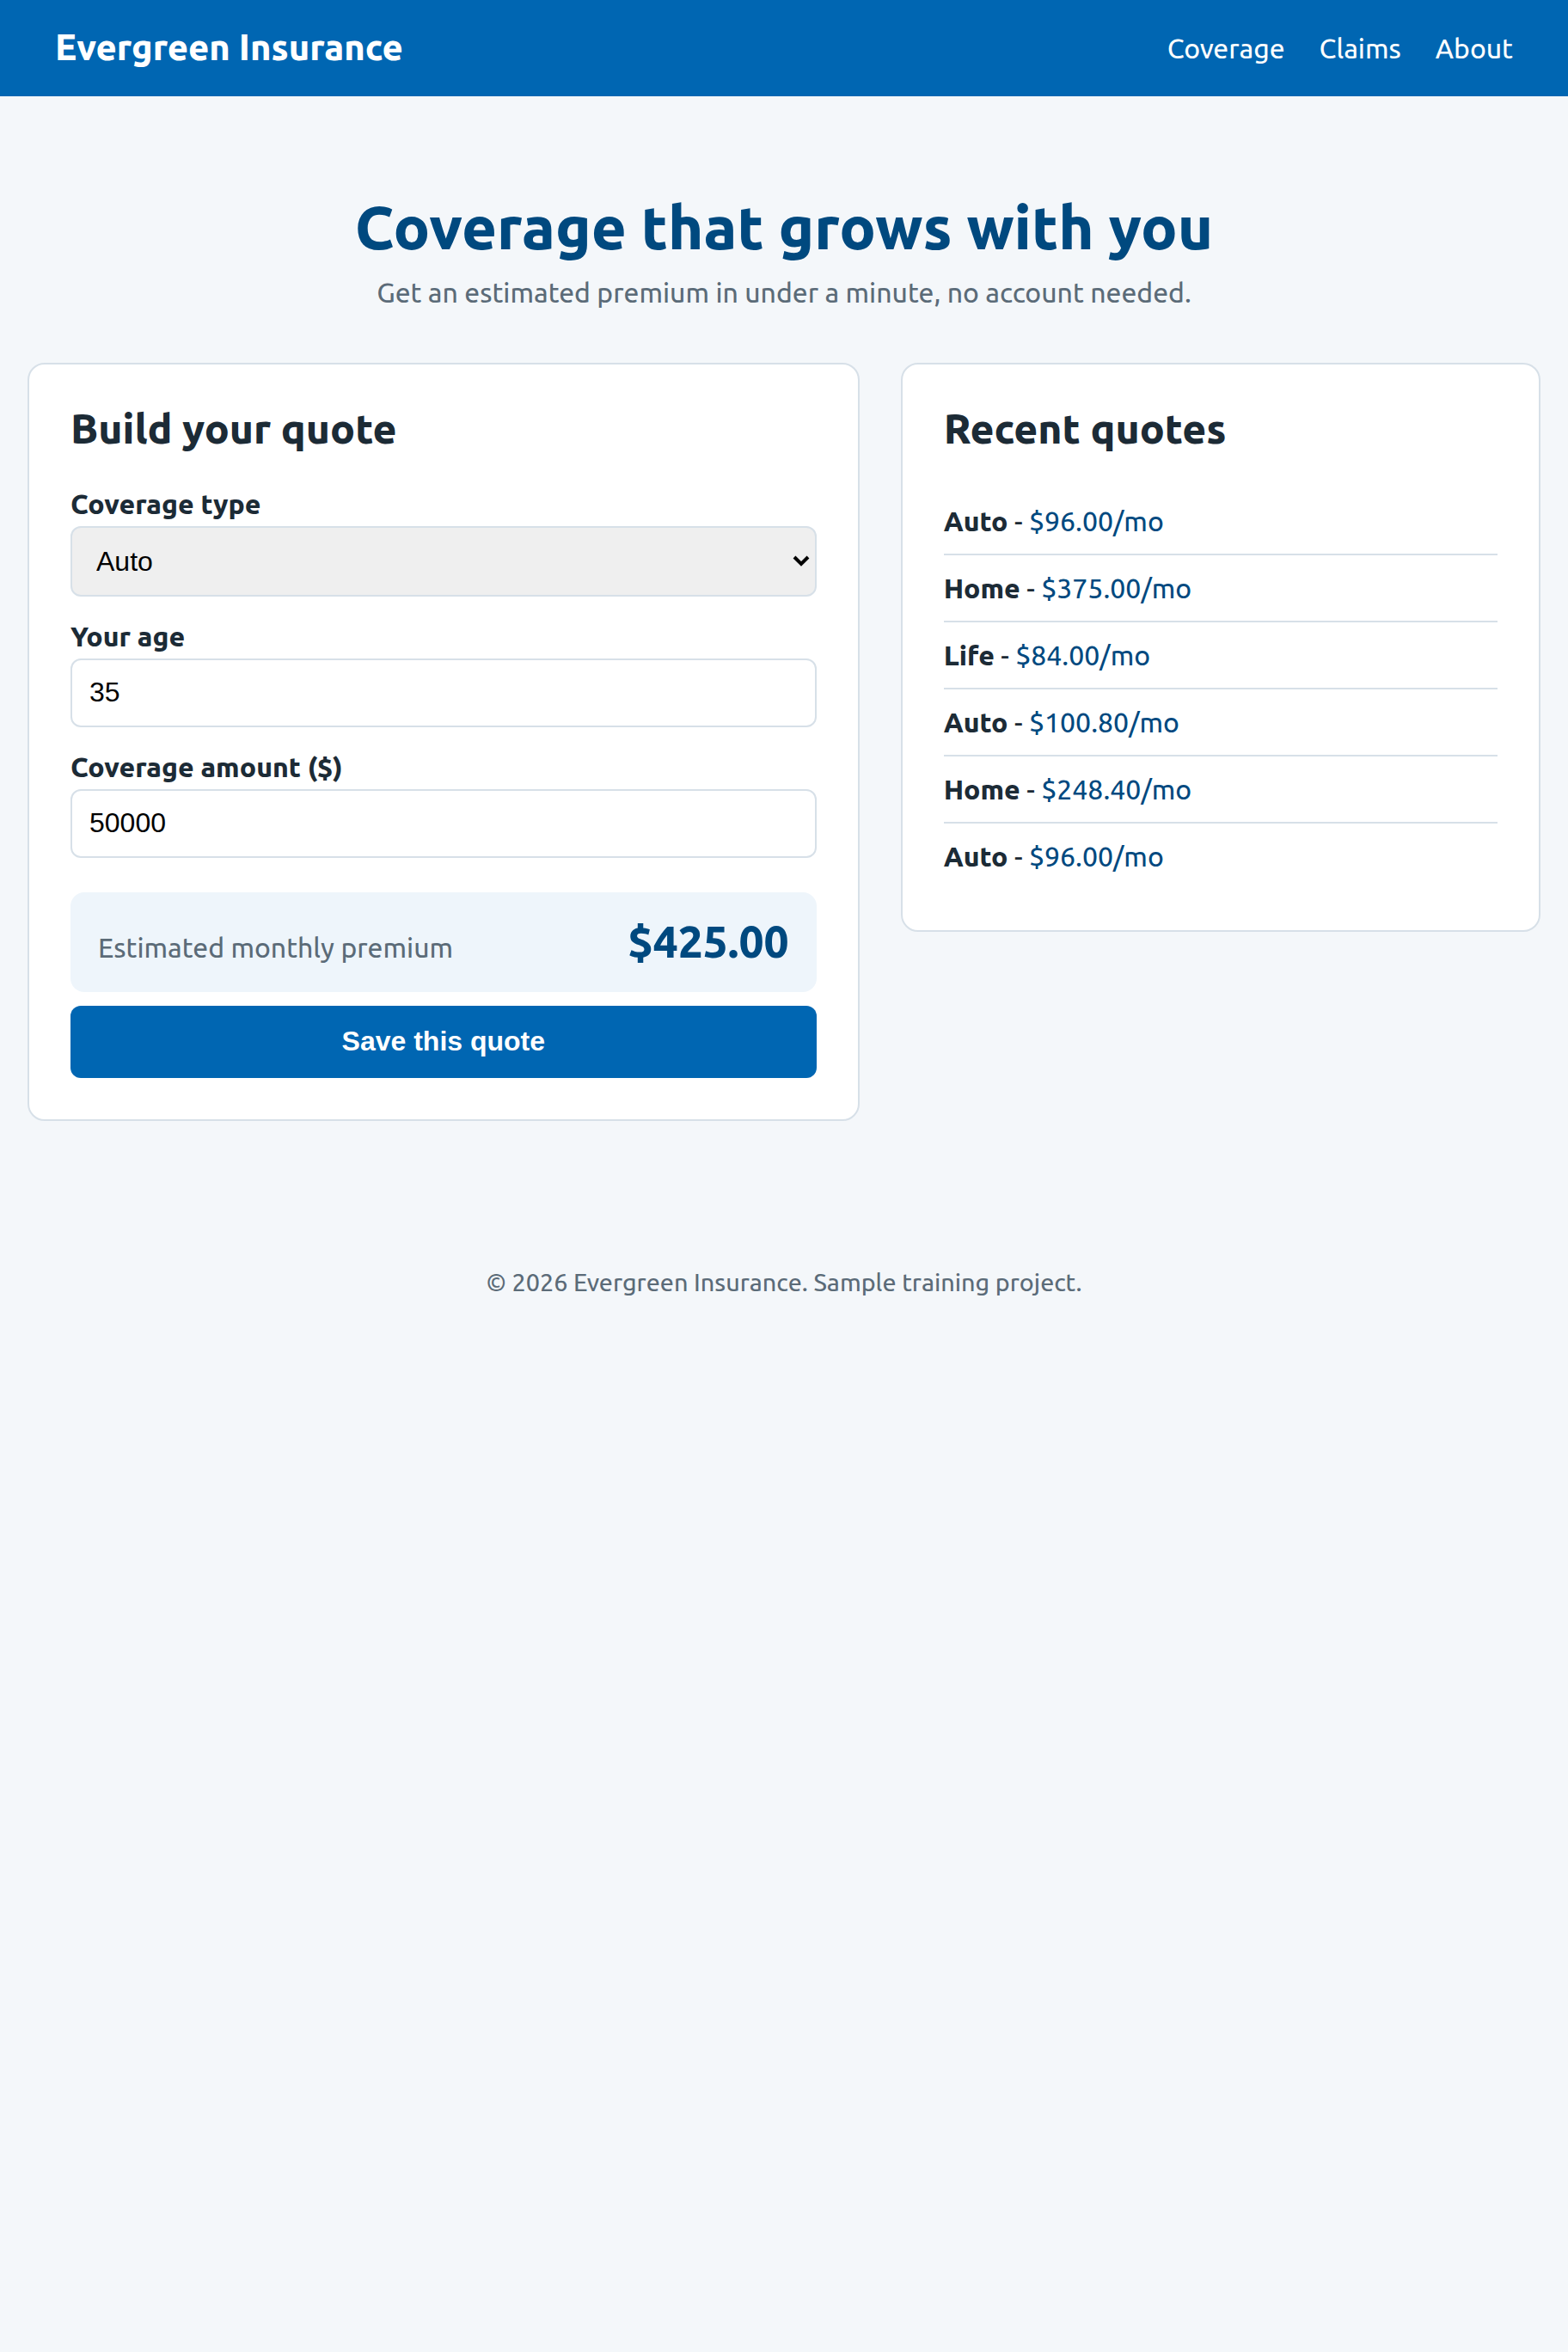 Evergreen Insurance
Coverage Claims About
Coverage that grows with you
Get an estimated premium in under a minute, no account needed.
Build your quote
Coverage type
Auto
Your age
35
Coverage amount ($)
50000
Estimated monthly premium $425.00
Save this quote
Recent quotes
Auto - $96.00/mo
Home - $375.00/mo
Life - $84.00/mo
Auto - $100.80/mo
Home - $248.40/mo
Auto - $96.00/mo
© 2026 Evergreen Insurance. Sample training project.